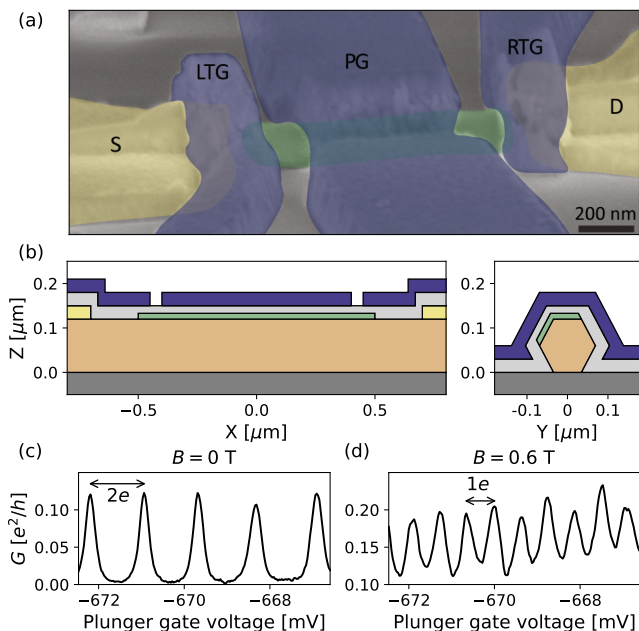 (a)
LTG
PG
RTG
S
D
200 nm
(b)
Z [μm]
0.2
0.1
0.0
−0.5
0.0
0.5
X [μm]
0.2
0.1
0.0
-0.1
0
0.1
Y [μm]
(c)
B = 0 T
2e
G [e²/h]
0.10
0.05
0.00
−672
−670
−668
Plunger gate voltage [mV]
(d)
B = 0.6 T
1e
0.20
0.15
0.10
−672
−670
−668
Plunger gate voltage [mV]